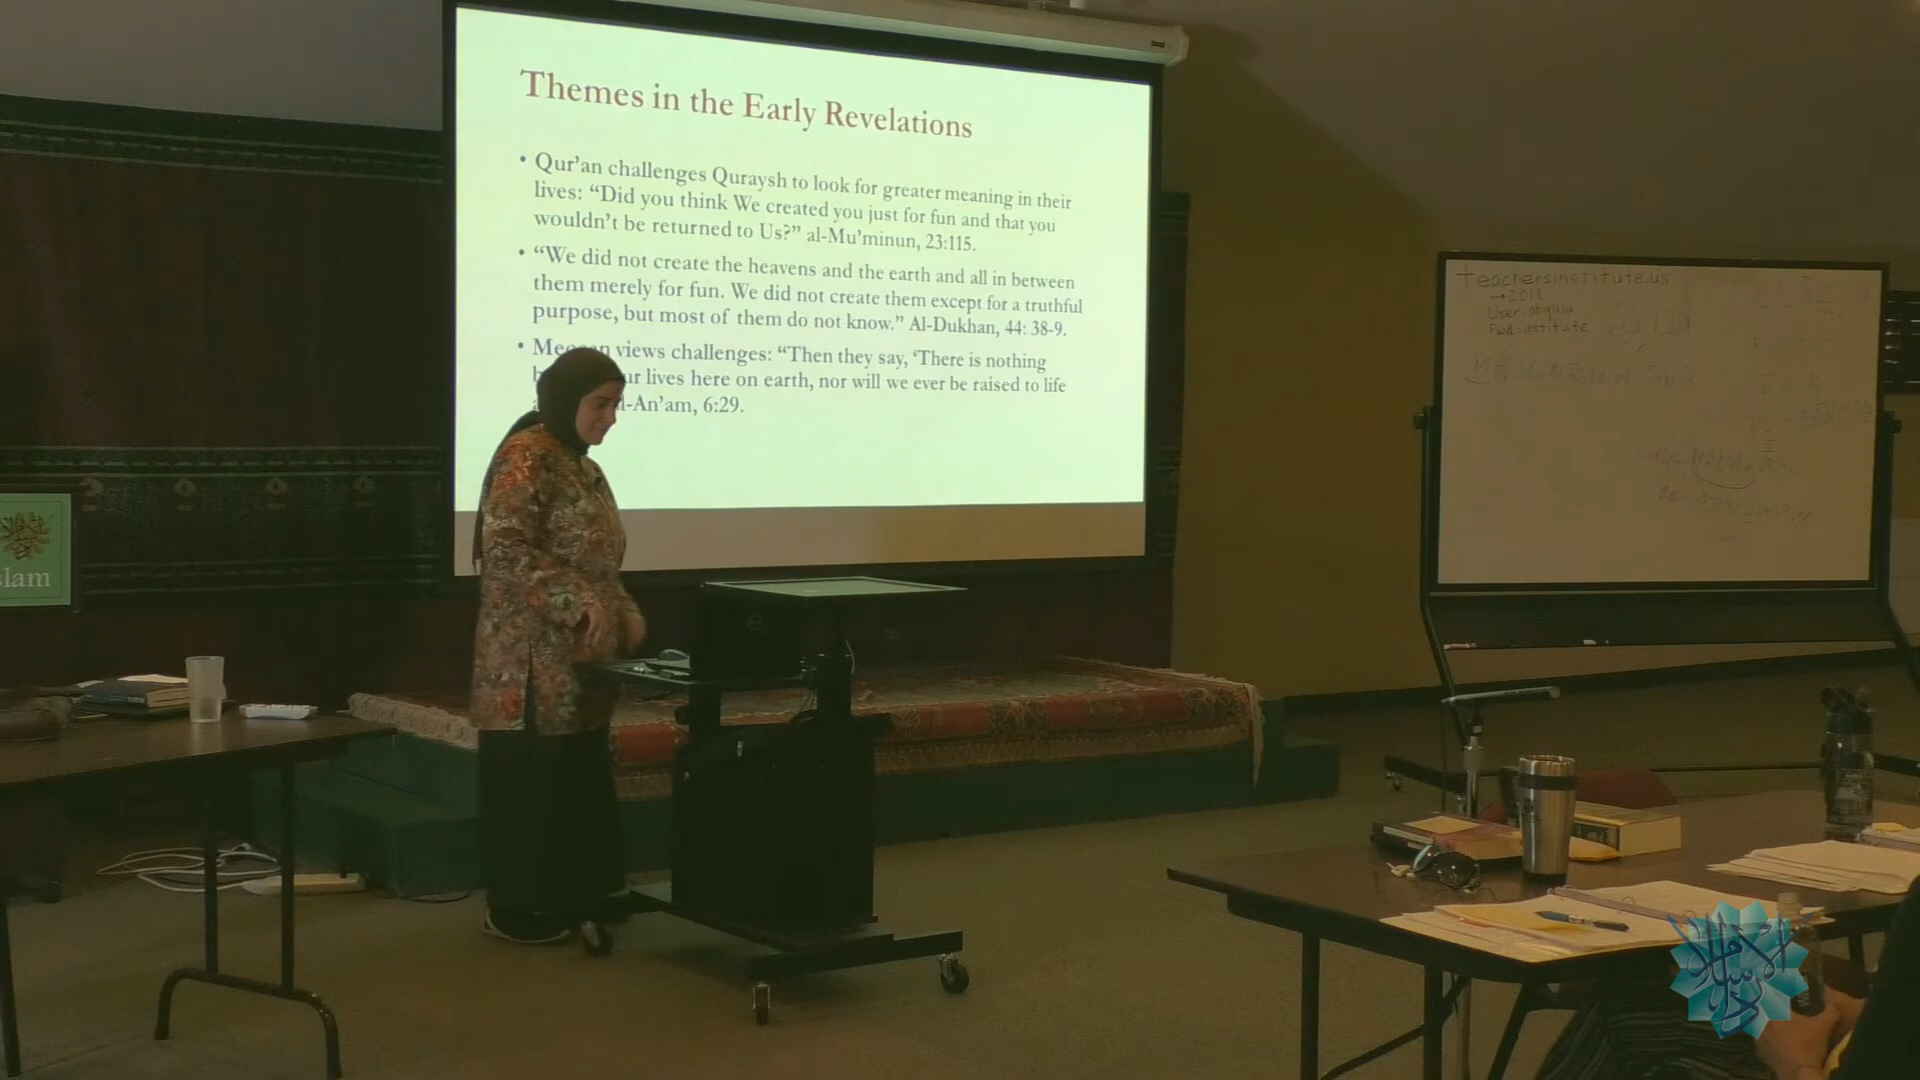 Themes in the Early Revelations
• Qur'an challenges Quraysh to look for greater meaning in their
lives: “Did you think We created you just for fun and that you
wouldn't be returned to Us?” al-Mu'minun, 23:115.
• “We did not create the heavens and the earth and all in between
them merely for fun. We did not create them except for a truthful
purpose, but most of them do not know.” Al-Dukhan, 44: 38-9.
• views challenges: “Then they say, ‘There is nothing
lives here on earth, nor will we ever be raised to life
l-An'am, 6:29.
slam
teachersinstitute.us
→ 2018
User:
Pwd: institute